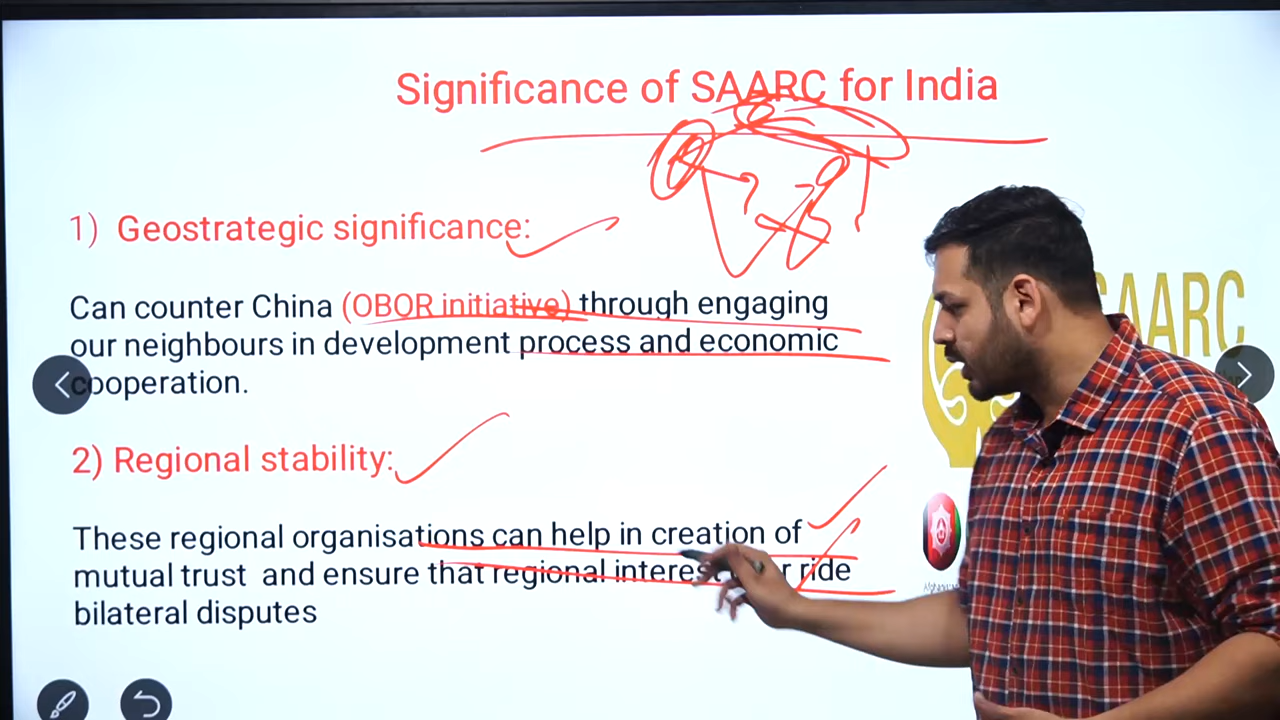 Significance of SAARC for India
1) Geostrategic significance:
Can counter China (OBOR initiative) through engaging
our neighbours in development process and economic
cooperation.
SAARC
2) Regional stability:
These regional organisations can help in creation of
mutual trust and ensure that regional interest over ride
bilateral disputes